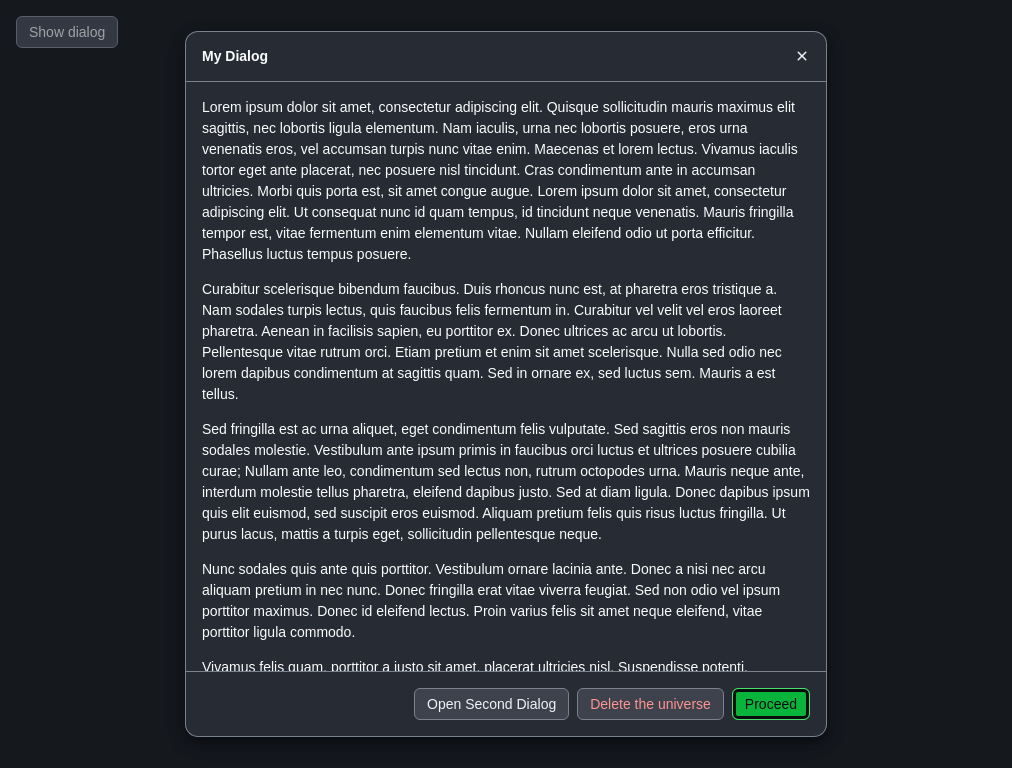 Show dialog
My Dialog
Lorem ipsum dolor sit amet, consectetur adipiscing elit. Quisque sollicitudin mauris maximus elit
sagittis, nec lobortis ligula elementum. Nam iaculis, urna nec lobortis posuere, eros urna
venenatis eros, vel accumsan turpis nunc vitae enim. Maecenas et lorem lectus. Vivamus iaculis
tortor eget ante placerat, nec posuere nisl tincidunt. Cras condimentum ante in accumsan
ultricies. Morbi quis porta est, sit amet congue augue. Lorem ipsum dolor sit amet, consectetur
adipiscing elit. Ut consequat nunc id quam tempus, id tincidunt neque venenatis. Mauris fringilla
tempor est, vitae fermentum enim elementum vitae. Nullam eleifend odio ut porta efficitur.
Phasellus luctus tempus posuere.
Curabitur scelerisque bibendum faucibus. Duis rhoncus nunc est, at pharetra eros tristique a.
Nam sodales turpis lectus, quis faucibus felis fermentum in. Curabitur vel velit vel eros laoreet
pharetra. Aenean in facilisis sapien, eu porttitor ex. Donec ultrices ac arcu ut lobortis.
Pellentesque vitae rutrum orci. Etiam pretium et enim sit amet scelerisque. Nulla sed odio nec
lorem dapibus condimentum at sagittis quam. Sed in ornare ex, sed luctus sem. Mauris a est
tellus.
Sed fringilla est ac urna aliquet, eget condimentum felis vulputate. Sed sagittis eros non mauris
sodales molestie. Vestibulum ante ipsum primis in faucibus orci luctus et ultrices posuere cubilia
curae; Nullam ante leo, condimentum sed lectus non, rutrum octopodes urna. Mauris neque ante,
interdum molestie tellus pharetra, eleifend dapibus justo. Sed at diam ligula. Donec dapibus ipsum
quis elit euismod, sed suscipit eros euismod. Aliquam pretium felis quis risus luctus fringilla. Ut
purus lacus, mattis a turpis eget, sollicitudin pellentesque neque.
Nunc sodales quis ante quis porttitor. Vestibulum ornare lacinia ante. Donec a nisi nec arcu
aliquam pretium in nec nunc. Donec fringilla erat vitae viverra feugiat. Sed non odio vel ipsum
porttitor maximus. Donec id eleifend lectus. Proin varius felis sit amet neque eleifend, vitae
porttitor ligula commodo.
Vivamus felis quam, porttitor a justo sit amet, placerat ultricies nisl. Suspendisse potenti.
Open Second Dialog
Delete the universe
Proceed